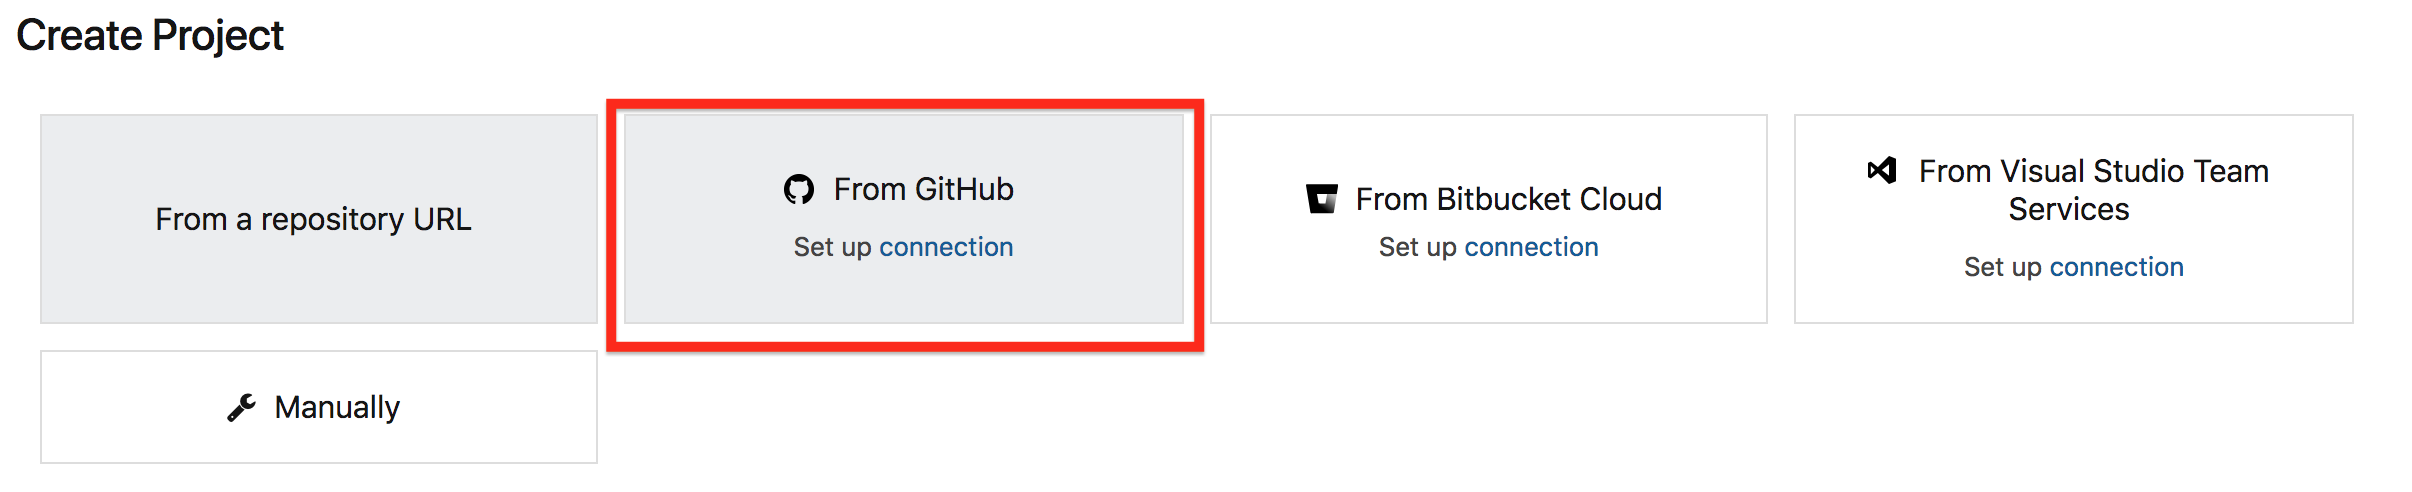 Create Project
From a repository URL
From GitHub
Set up connection
From Bitbucket Cloud
Set up connection
From Visual Studio Team
Services
Set up connection
Manually